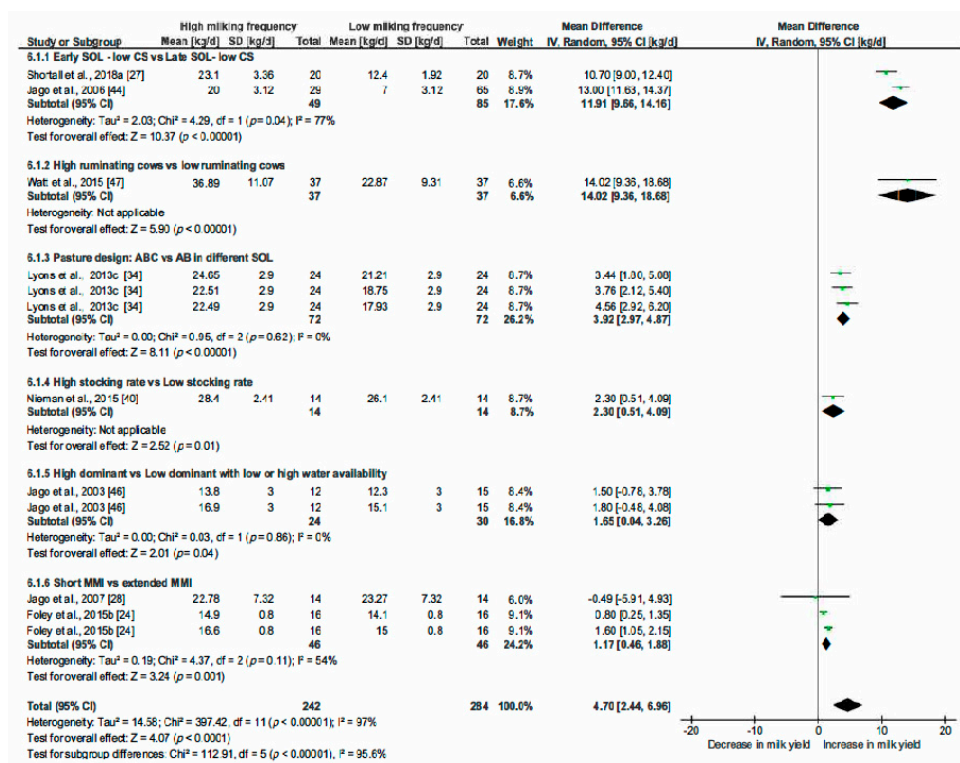 High milking frequency Low milking frequency Mean Difference Mean Difference
Study or Subgroup Mean [kg/d] SD [kg/d] Total Mean [kg/d] SD [kg/d] Total Weight IV, Random, 95% CI [kg/d] IV, Random, 95% CI [kg/d]
6.1.1 Early SOL - low CS vs Late SOL- low CS
Shortall et al., 2018a [27] 23.1 3.36 20 12.4 1.92 20 8.7% 10.70 [9.00, 12.40]
Jago et al., 2006 [44] 20 3.12 29 7 3.12 65 8.9% 13.00 [11.63, 14.37]
Subtotal (95% CI) 49 85 17.6% 11.91 [9.66, 14.16]
Heterogeneity: Tau² = 2.03; Chi² = 4.29, df = 1 (p = 0.04); I² = 77%
Test for overall effect: Z = 10.37 (p < 0.00001)
6.1.2 High ruminating cows vs low ruminating cows
Watt et al., 2015 [47] 36.89 11.07 37 22.87 9.31 37 6.6% 14.02 [9.36, 18.68]
Subtotal (95% CI) 37 37 6.6% 14.02 [9.36, 18.68]
Heterogeneity: Not applicable
Test for overall effect: Z = 5.90 (p < 0.00001)
6.1.3 Pasture design: ABC vs AB in different SOL
Lyons et al., 2013c [34] 24.65 2.9 24 21.21 2.9 24 8.7% 3.44 [1.80, 5.08]
Lyons et al., 2013c [34] 22.51 2.9 24 18.75 2.9 24 8.7% 3.76 [2.12, 5.40]
Lyons et al., 2013c [34] 22.49 2.9 24 17.93 2.9 24 8.7% 4.56 [2.92, 6.20]
Subtotal (95% CI) 72 72 26.2% 3.92 [2.97, 4.87]
Heterogeneity: Tau² = 0.00; Chi² = 0.95, df = 2 (p = 0.62); I² = 0%
Test for overall effect: Z = 8.11 (p < 0.00001)
6.1.4 High stocking rate vs Low stocking rate
Nieman et al., 2015 [40] 28.4 2.41 14 26.1 2.41 14 8.7% 2.30 [0.51, 4.09]
Subtotal (95% CI) 14 14 8.7% 2.30 [0.51, 4.09]
Heterogeneity: Not applicable
Test for overall effect: Z = 2.52 (p = 0.01)
6.1.5 High dominant vs Low dominant with low or high water availability
Jago et al., 2003 [46] 13.8 3 12 12.3 3 15 8.4% 1.50 [-0.78, 3.78]
Jago et al., 2003 [46] 16.9 3 12 15.1 3 15 8.4% 1.80 [-0.48, 4.08]
Subtotal (95% CI) 24 30 16.8% 1.65 [0.04, 3.26]
Heterogeneity: Tau² = 0.00; Chi² = 0.03, df = 1 (p = 0.86); I² = 0%
Test for overall effect: Z = 2.01 (p = 0.04)
6.1.6 Short MMI vs extended MMI
Jago et al., 2007 [28] 22.78 7.32 14 23.27 7.32 14 6.0% -0.49 [-5.91, 4.93]
Foley et al., 2015b [24] 14.9 0.8 16 14.1 0.8 16 9.1% 0.80 [0.25, 1.35]
Foley et al., 2015b [24] 16.6 0.8 16 15 0.8 16 9.1% 1.60 [1.05, 2.15]
Subtotal (95% CI) 46 46 24.2% 1.17 [0.46, 1.88]
Heterogeneity: Tau² = 0.19; Chi² = 4.37, df = 2 (p = 0.11); I² = 54%
Test for overall effect: Z = 3.24 (p = 0.001)
Total (95% CI) 242 284 100.0% 4.70 [2.44, 6.96]
Heterogeneity: Tau² = 14.58; Chi² = 397.42, df = 11 (p < 0.00001); I² = 97%
Test for overall effect: Z = 4.07 (p < 0.0001)
Test for subgroup differences: Chi² = 112.91, df = 5 (p < 0.00001), I² = 95.6%
-20 -10 0 10 20
Decrease in milk yield Increase in milk yield